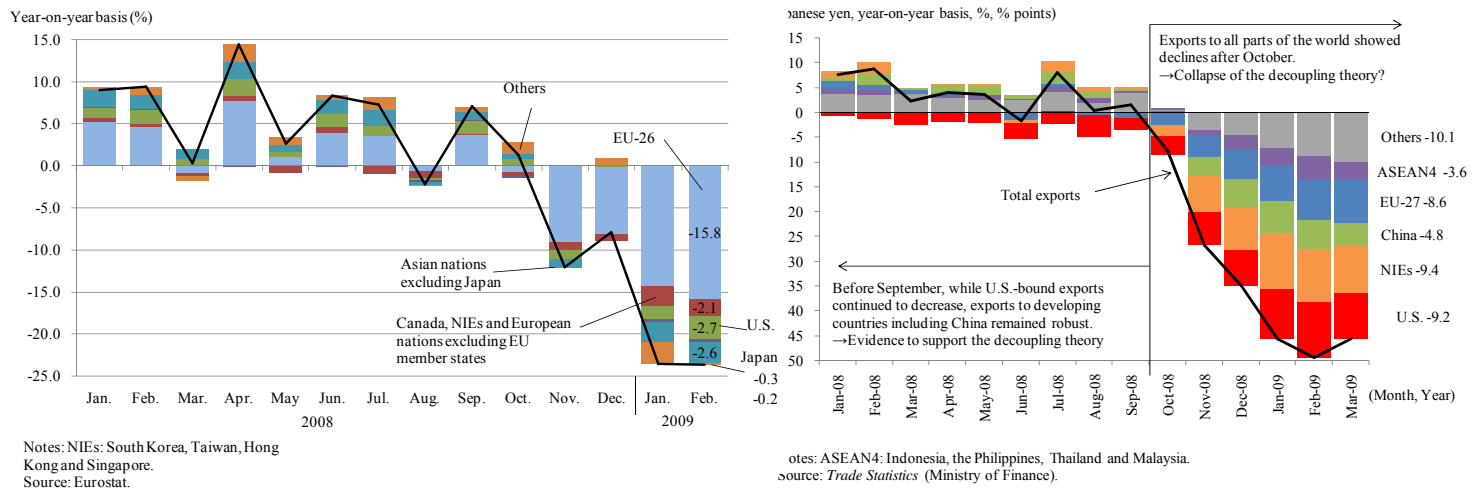 Year-on-year basis (%)
15.0
10.0
5.0
0.0
-5.0
-10.0
-15.0
-20.0
-25.0
Others
EU-26
Asian nations
excluding Japan
Canada, NIEs and European
nations excluding EU
member states
-15.8
-2.1
-2.7
-2.6
U.S.
Japan
-0.3
-0.2
Jan. Feb. Mar. Apr. May Jun. Jul. Aug. Sep. Oct. Nov. Dec. Jan. Feb.
2008 2009
Notes: NIEs: South Korea, Taiwan, Hong
Kong and Singapore.
Source: Eurostat.
panese yen, year-on-year basis, %, % points)
15
10
5
0
5
10
15
20
25
30
35
40
45
50
Exports to all parts of the world showed
declines after October.
→Collapse of the decoupling theory?
Total exports
Before September, while U.S.-bound exports
continued to decrease, exports to developing
countries including China remained robust.
→Evidence to support the decoupling theory
Others -10.1
ASEAN4 -3.6
EU-27 -8.6
China -4.8
NIEs -9.4
U.S. -9.2
Jan-08 Feb-08 Mar-08 Apr-08 May-08 Jun-08 Jul-08 Aug-08 Sep-08 Oct-08 Nov-08 Dec-08 Jan-09 Feb-09 Mar-09
(Month, Year)
otes: ASEAN4: Indonesia, the Philippines, Thailand and Malaysia.
ource: Trade Statistics (Ministry of Finance).